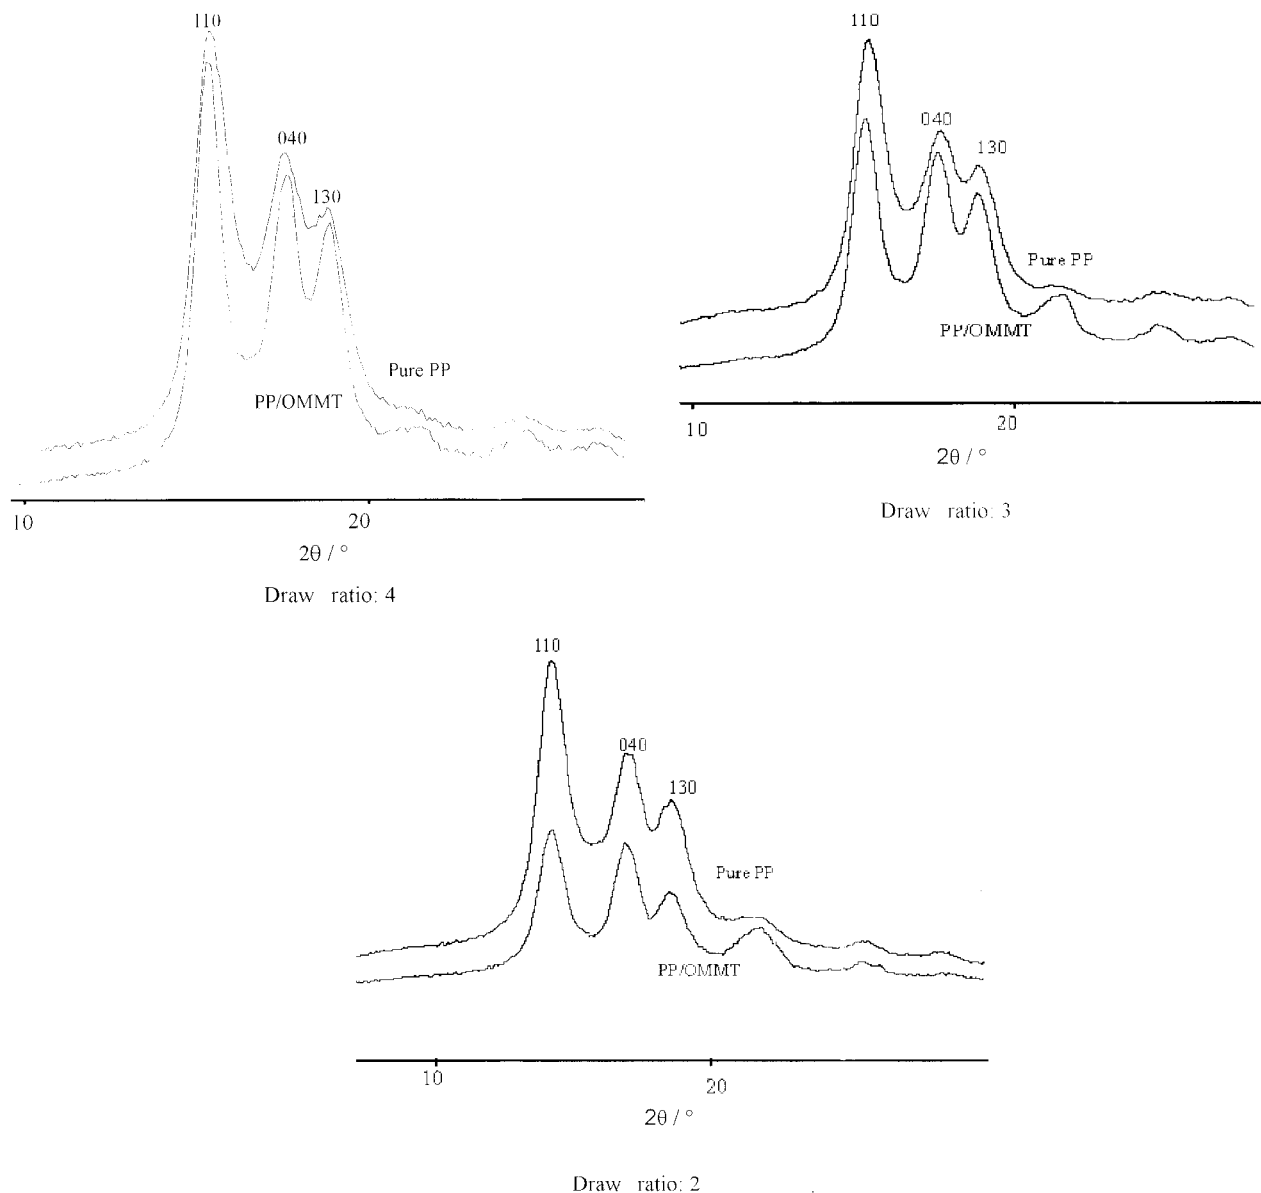 110
040
130
Pure PP
PP/OMMT
10
20
2θ / °
Draw ratio: 4
110
040
130
Pure PP
PP/OMMT
10
20
2θ / °
Draw ratio: 3
110
040
130
Pure PP
PP/OMMT
10
20
2θ / °
Draw ratio: 2